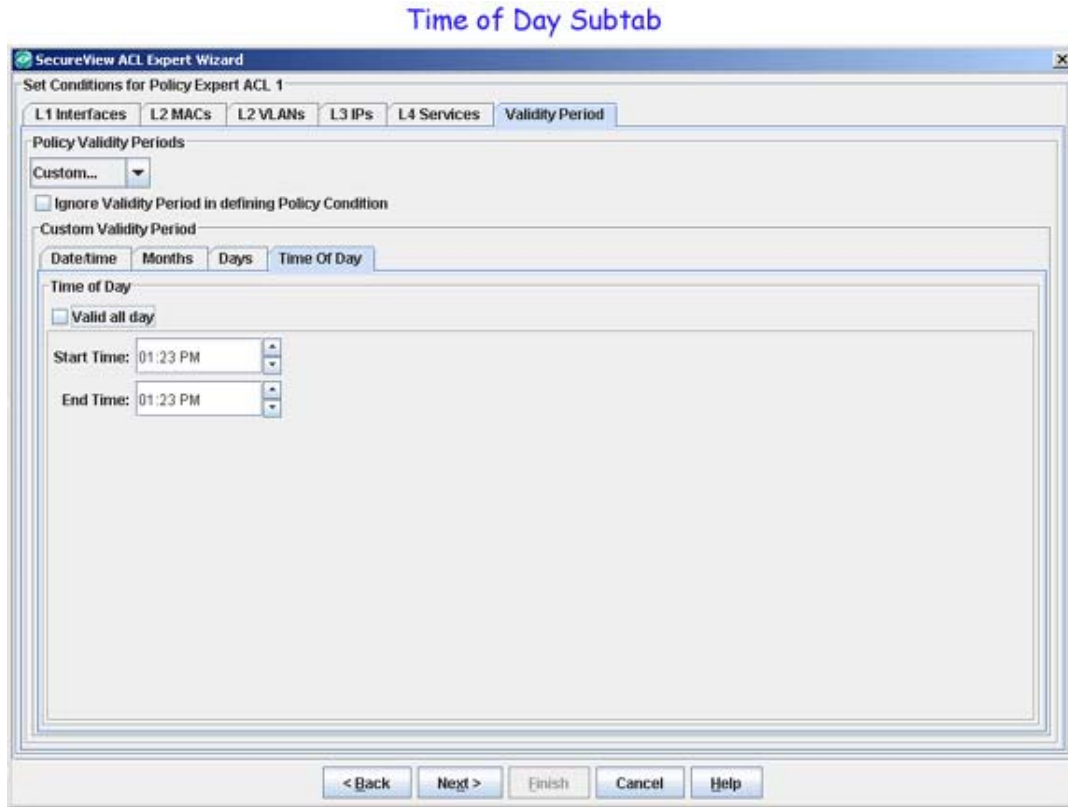 Time of Day Subtab
SecureView ACL Expert Wizard
Set Conditions for Policy Expert ACL 1
L1 Interfaces L2 MACs L2 VLANs L3 IPs L4 Services Validity Period
Policy Validity Periods
Custom...
Ignore Validity Period in defining Policy Condition
Custom Validity Period
Date/time Months Days Time Of Day
Time of Day
Valid all day
Start Time: 01:23 PM
End Time: 01:23 PM
< Back Next > Finish Cancel Help